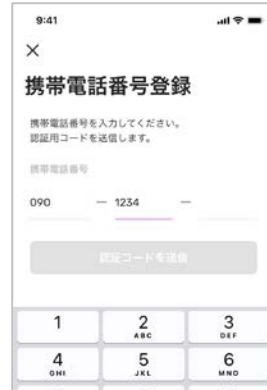 9:41
×
携帯電話番号登録
携帯電話番号を入力してください。
認証用コードを送信します。
携帯電話番号
090 — 1234 —
認証コードを送信
1 2 3
ABC DEF
4 5 6
GHI JKL MNO